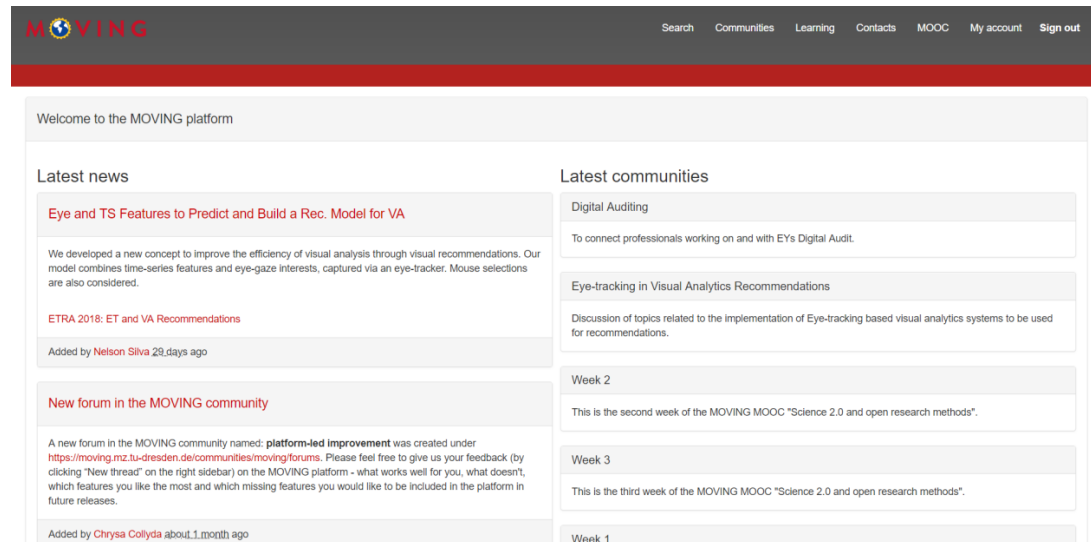 MOVING
Search Communities Learning Contacts MOOC My account Sign out
Welcome to the MOVING platform
Latest news
Eye and TS Features to Predict and Build a Rec. Model for VA
We developed a new concept to improve the efficiency of visual analysis through visual recommendations. Our
model combines time-series features and eye-gaze interests, captured via an eye-tracker. Mouse selections
are also considered.
ETRA 2018: ET and VA Recommendations
Added by Nelson Silva 29 days ago
New forum in the MOVING community
A new forum in the MOVING community named: platform-led improvement was created under
https://moving.mz.tu-dresden.de/communities/moving/forums. Please feel free to give us your feedback (by
clicking "New thread" on the right sidebar) on the MOVING platform - what works well for you, what doesn't,
which features you like the most and which missing features you would like to be included in the platform in
future releases.
Added by Chrysa Collyda about 1 month ago
Latest communities
Digital Auditing
To connect professionals working on and with EYs Digital Audit.
Eye-tracking in Visual Analytics Recommendations
Discussion of topics related to the implementation of Eye-tracking based visual analytics systems to be used
for recommendations.
Week 2
This is the second week of the MOVING MOOC "Science 2.0 and open research methods".
Week 3
This is the third week of the MOVING MOOC "Science 2.0 and open research methods".
Week 1